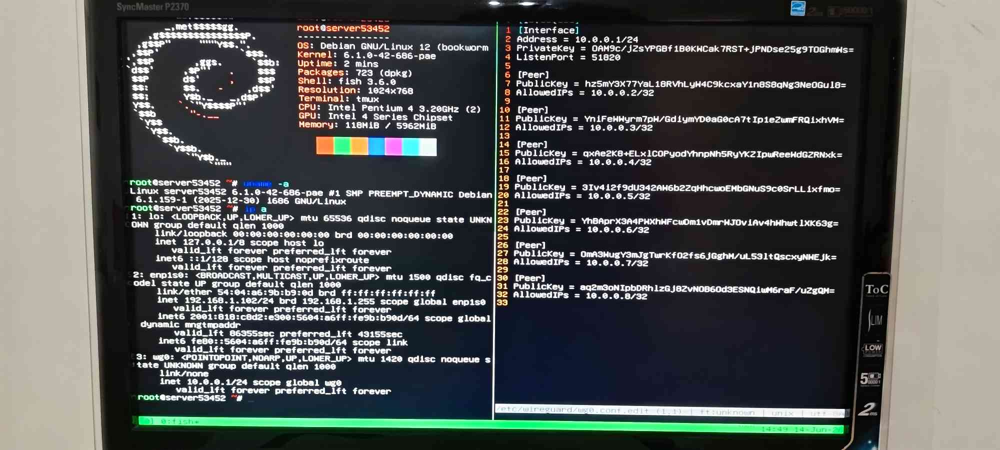 SyncMaster P2370
root@server53452
----------------
OS: Debian GNU/Linux 12 (bookworm
Kernel: 6.1.0-42-686-pae
Uptime: 2 mins
Packages: 723 (dpkg)
Shell: fish 3.6.0
Resolution: 1024x768
Terminal: tmux
CPU: Intel Pentium 4 3.20GHz (2)
GPU: Intel 4 Series Chipset
Memory: 118MiB / 5962MiB
root@server53452 ~# uname -a
Linux server53452 6.1.0-42-686-pae #1 SMP PREEMPT_DYNAMIC Debian
6.1.159-1 (2025-12-30) i686 GNU/Linux
root@server53452 ~# ip a
1: lo: <LOOPBACK,UP,LOWER_UP> mtu 65536 qdisc noqueue state UNKN
OWN group default qlen 1000
link/loopback 00:00:00:00:00:00 brd 00:00:00:00:00:00
inet 127.0.0.1/8 scope host lo
valid_lft forever preferred_lft forever
inet6 ::1/128 scope host noprefixroute
valid_lft forever preferred_lft forever
2: enp1s0: <BROADCAST,MULTICAST,UP,LOWER_UP> mtu 1500 qdisc fq_c
odel state UP group default qlen 1000
link/ether 54:04:a6:9b:b9:0d brd ff:ff:ff:ff:ff:ff
inet 192.168.1.102/24 brd 192.168.1.255 scope global enp1s0
valid_lft forever preferred_lft forever
inet6 2001:818:c8d2:e300:5604:a6ff:fe9b:b90d/64 scope global
dynamic mngtmpaddr
valid_lft 86355sec preferred_lft 43155sec
inet6 fe80::5604:a6ff:fe9b:b90d/64 scope link
valid_lft forever preferred_lft forever
3: wg0: <POINTOPOINT,NOARP,UP,LOWER_UP> mtu 1420 qdisc noqueue s
tate UNKNOWN group default qlen 1000
link/none
inet 10.0.0.1/24 scope global wg0
valid_lft forever preferred_lft forever
root@server53452 ~#
1 [Interface]
2 Address = 10.0.0.1/24
3 PrivateKey = OAM9c/jZsYPGBf1B0KWCak7RST+jPNDse25g9TOGhmWs=
4 ListenPort = 51820
5
6 [Peer]
7 PublicKey = hz5mY3X77YaL18RVhLyW4C9kcxaY1n8S8qNg3NeOGul8=
8 AllowedIPs = 10.0.0.2/32
9
10 [Peer]
11 PublicKey = YniFeWWyrm7pW/GdiymYD0aG0cA7tIp1eZwmFRQixhVM=
12 AllowedIPs = 10.0.0.3/32
13
14 [Peer]
15 PublicKey = qxAe2K8+ELxlCOPyodYhnpNh5RyYKZIpwReeWdGZRNxk=
16 AllowedIPs = 10.0.0.4/32
17
18 [Peer]
19 PublicKey = 3Iv4i2f9dU342AW6b2ZqHhcwoEMbGNuS9c0SrLLixfmo=
20 AllowedIPs = 10.0.0.5/32
21
22 [Peer]
23 PublicKey = YhBAprX3A4PWXhWFcwDm1vDmrWJOviAv4hWhwtlXK63g=
24 AllowedIPs = 10.0.0.6/32
25
26 [Peer]
27 PublicKey = OmA3WugY3mJgTwrKfO2fs6jGghM/uL53ltQscxyNWEjk=
28 AllowedIPs = 10.0.0.7/32
29
30 [Peer]
31 PublicKey = aq2m3oNIpbDRhlzGj8ZvNOB6Od3ESNQiwM6raF/uZgQM=
32 AllowedIPs = 10.0.0.8/32
33
/etc/wireguard/wg0.conf.edit (1,1) | ft:unknown | unix | utf-8
0] 0:fish*
14:49 14-Jun-2
ToC
SLIM
LOW
5
2ms